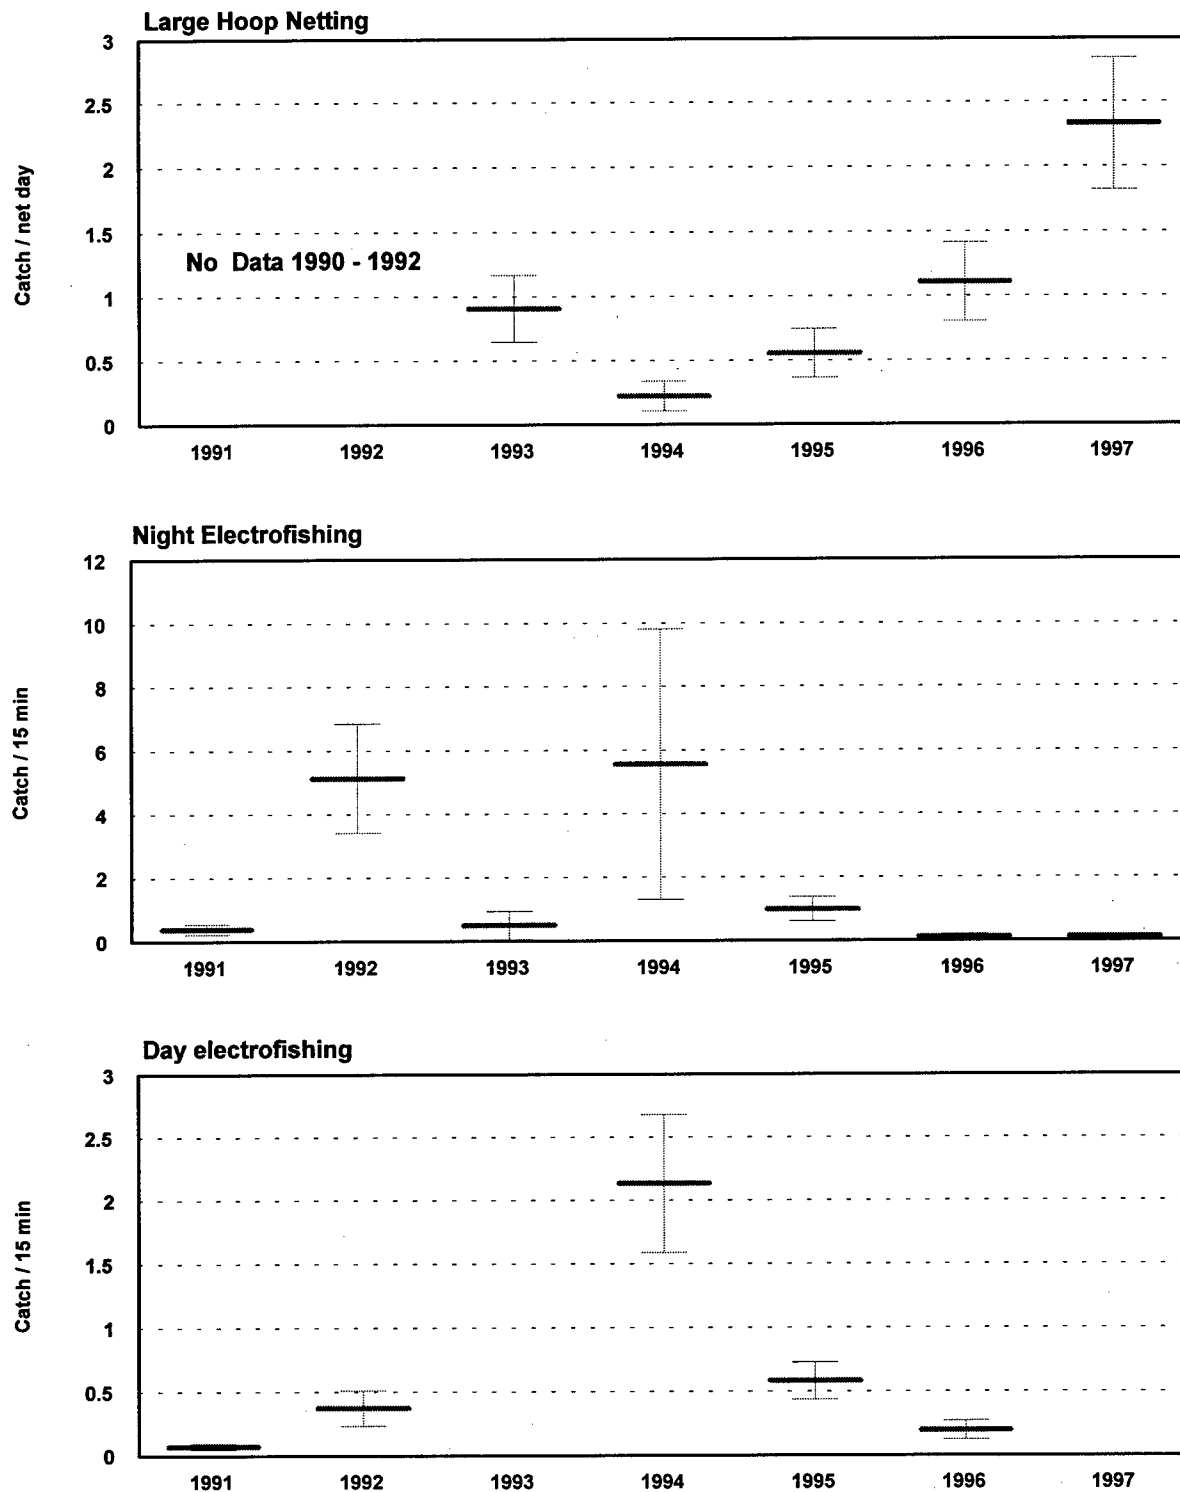 Large Hoop Netting
3
2.5
2
1.5
1
0.5
0
Catch / net day
No Data 1990 - 1992
1991 1992 1993 1994 1995 1996 1997
Night Electrofishing
12
10
8
6
4
2
0
Catch / 15 min
1991 1992 1993 1994 1995 1996 1997
Day electrofishing
3
2.5
2
1.5
1
0.5
0
Catch / 15 min
1991 1992 1993 1994 1995 1996 1997